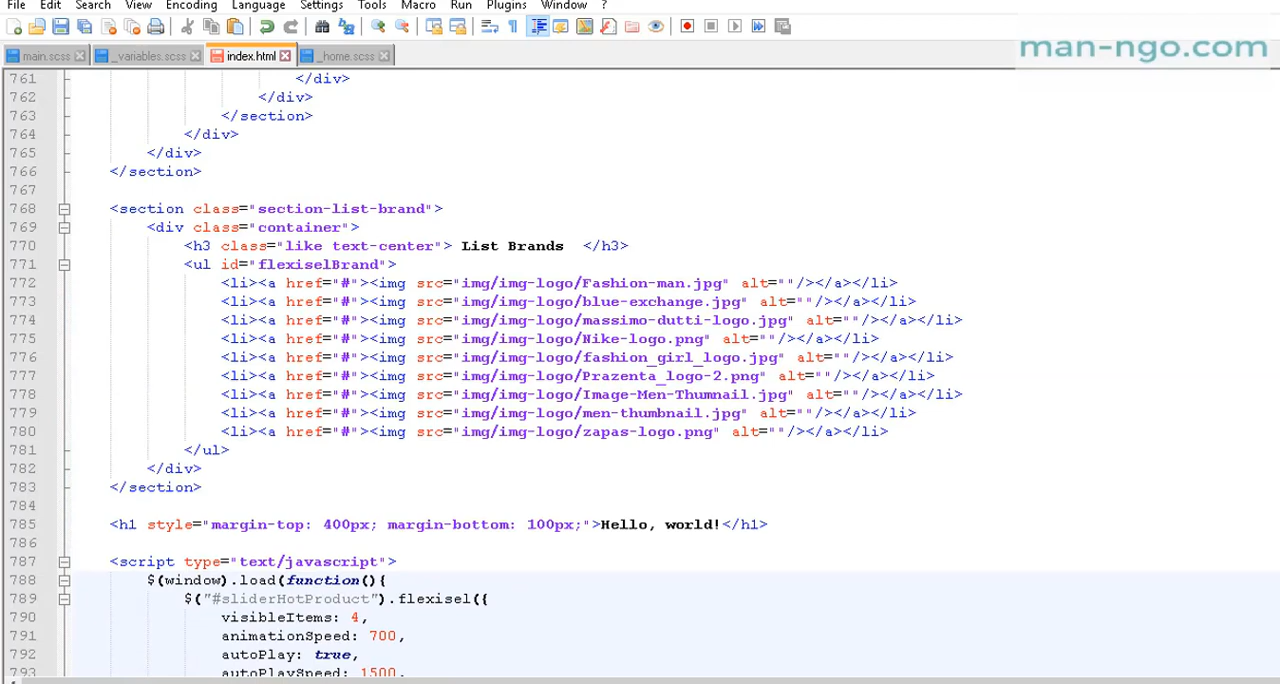 File Edit Search View Encoding Language Settings Tools Macro Run Plugins Window ?
man-ngo.com
main.scss _variables.scss index.html _home.scss
761 </div>
762 </div>
763 </section>
764 </div>
765 </div>
766 </section>
767
768 <section class="section-list-brand">
769 <div class="container">
770 <h3 class="like text-center"> List Brands </h3>
771 <ul id="flexiselBrand">
772 <li><a href="#"><img src="img/img-logo/Fashion-man.jpg" alt=""/></a></li>
773 <li><a href="#"><img src="img/img-logo/blue-exchange.jpg" alt=""/></a></li>
774 <li><a href="#"><img src="img/img-logo/massimo-dutti-logo.jpg" alt=""/></a></li>
775 <li><a href="#"><img src="img/img-logo/Nike-logo.png" alt=""/></a></li>
776 <li><a href="#"><img src="img/img-logo/fashion_girl_logo.jpg" alt=""/></a></li>
777 <li><a href="#"><img src="img/img-logo/Prazenta_logo-2.png" alt=""/></a></li>
778 <li><a href="#"><img src="img/img-logo/Image-Men-Thumnail.jpg" alt=""/></a></li>
779 <li><a href="#"><img src="img/img-logo/men-thumbnail.jpg" alt=""/></a></li>
780 <li><a href="#"><img src="img/img-logo/zapas-logo.png" alt=""/></a></li>
781 </ul>
782 </div>
783 </section>
784
785 <h1 style="margin-top: 400px; margin-bottom: 100px;">Hello, world!</h1>
786
787 <script type="text/javascript">
788 $(window).load(function(){
789 $("#sliderHotProduct").flexisel({
790 visibleItems: 4,
791 animationSpeed: 700,
792 autoPlay: true,
793 autoPlaySpeed: 1500,